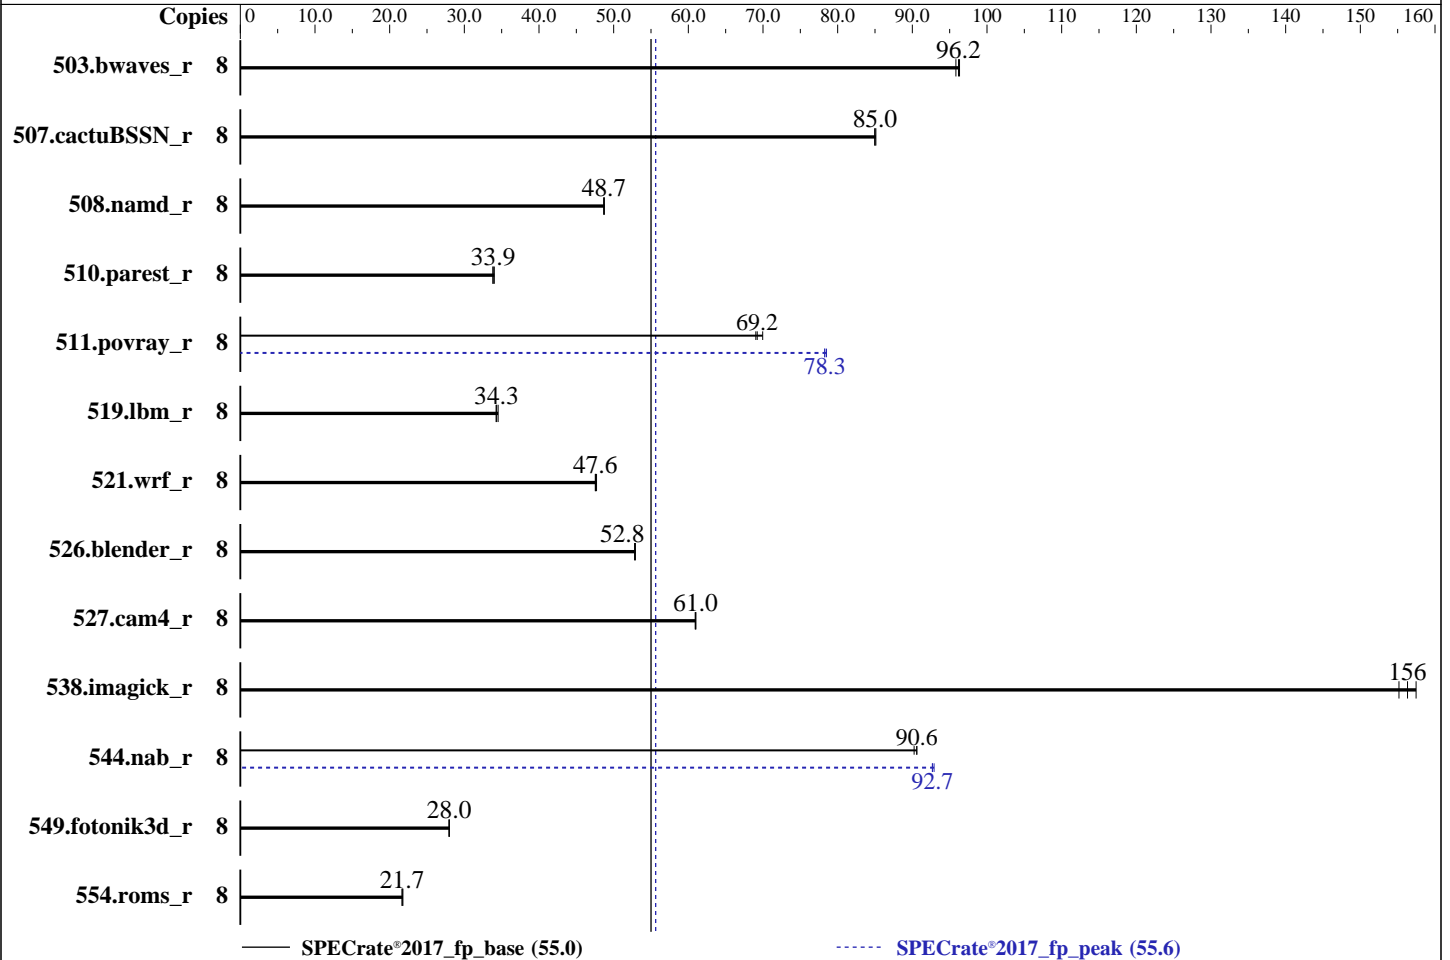 Copies 0 10.0 20.0 30.0 40.0 50.0 60.0 70.0 80.0 90.0 100 110 120 130 140 150 160
503.bwaves_r 8 96.2
507.cactuBSSN_r 8 85.0
508.namd_r 8 48.7
510.parest_r 8 33.9
511.povray_r 8 69.2
78.3
519.lbm_r 8 34.3
521.wrf_r 8 47.6
526.blender_r 8 52.8
527.cam4_r 8 61.0
538.imagick_r 8 156
544.nab_r 8 90.6
92.7
549.fotonik3d_r 8 28.0
554.roms_r 8 21.7
SPECrate®2017_fp_base (55.0) SPECrate®2017_fp_peak (55.6)